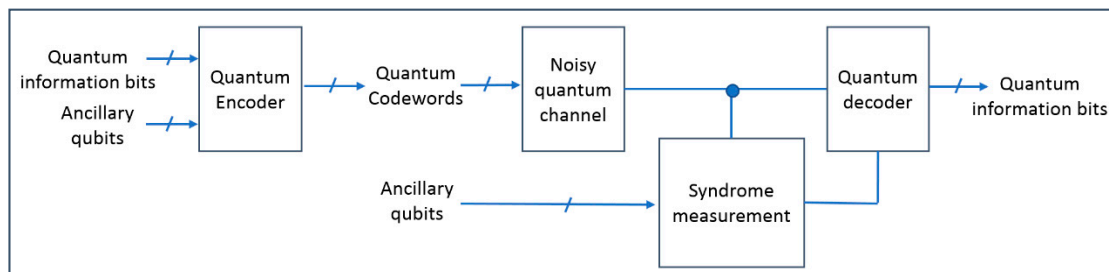 Quantum
information bits
Ancillary
qubits
Quantum
Encoder
Quantum
Codewords
Noisy
quantum
channel
Quantum
decoder
Quantum
information bits
Ancillary
qubits
Syndrome
measurement